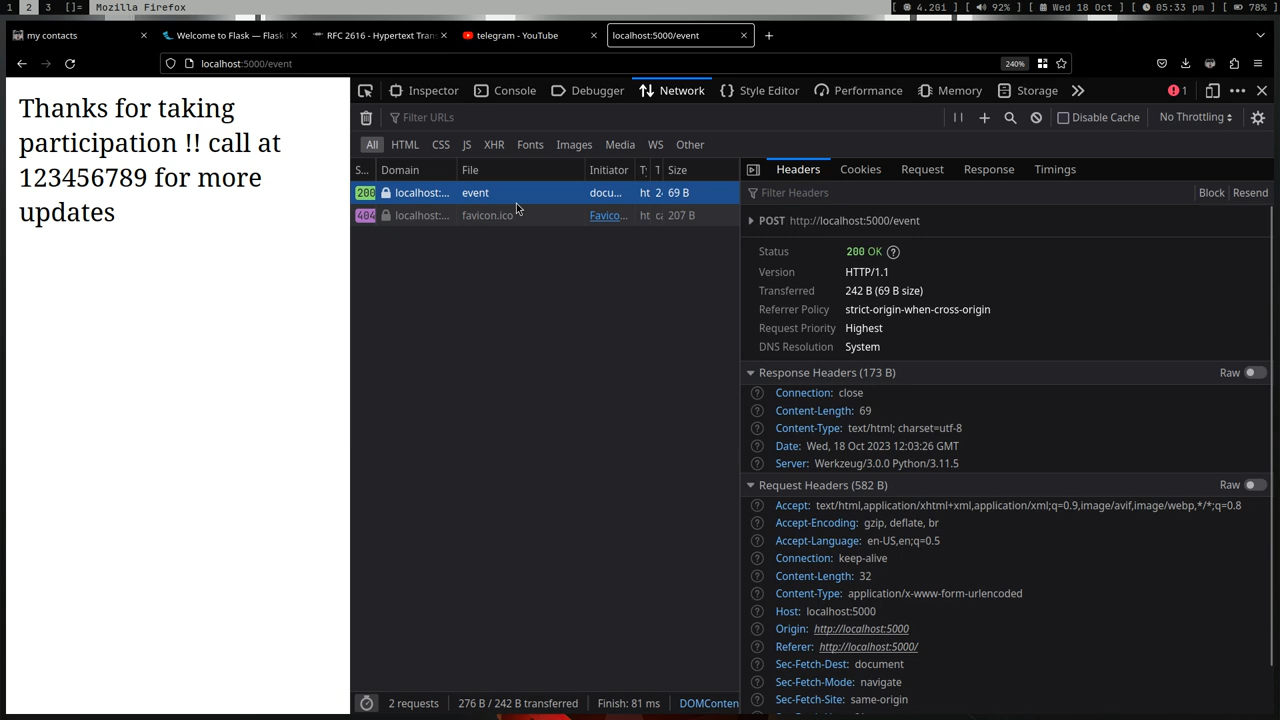 1 2 3 []= Mozilla Firefox [ 4.2Gi ] [ 92% ] [ Wed 18 Oct ] [ 05:33 pm ] [ 78% ]
my contacts Welcome to Flask — Flask RFC 2616 - Hypertext Tran telegram - YouTube localhost:5000/event
localhost:5000/event 240%
Thanks for taking
participation !! call at
123456789 for more
updates
Inspector Console Debugger Network Style Editor Performance Memory Storage 1
Filter URLs Disable Cache No Throttling
All HTML CSS JS XHR Fonts Images Media WS Other
S... Domain File Initiator T T Size
200 localhost:... event docu... ht 2 69 B
404 localhost:... favicon.ico Favico... ht ca 207 B
Headers Cookies Request Response Timings
Filter Headers Block Resend
POST http://localhost:5000/event
Status 200 OK
Version HTTP/1.1
Transferred 242 B (69 B size)
Referrer Policy strict-origin-when-cross-origin
Request Priority Highest
DNS Resolution System
Response Headers (173 B) Raw
Connection: close
Content-Length: 69
Content-Type: text/html; charset=utf-8
Date: Wed, 18 Oct 2023 12:03:26 GMT
Server: Werkzeug/3.0.0 Python/3.11.5
Request Headers (582 B) Raw
Accept: text/html,application/xhtml+xml,application/xml;q=0.9,image/avif,image/webp,*/*;q=0.8
Accept-Encoding: gzip, deflate, br
Accept-Language: en-US,en;q=0.5
Connection: keep-alive
Content-Length: 32
Content-Type: application/x-www-form-urlencoded
Host: localhost:5000
Origin: http://localhost:5000
Referer: http://localhost:5000/
Sec-Fetch-Dest: document
Sec-Fetch-Mode: navigate
Sec-Fetch-Site: same-origin
2 requests 276 B / 242 B transferred Finish: 81 ms DOMConten